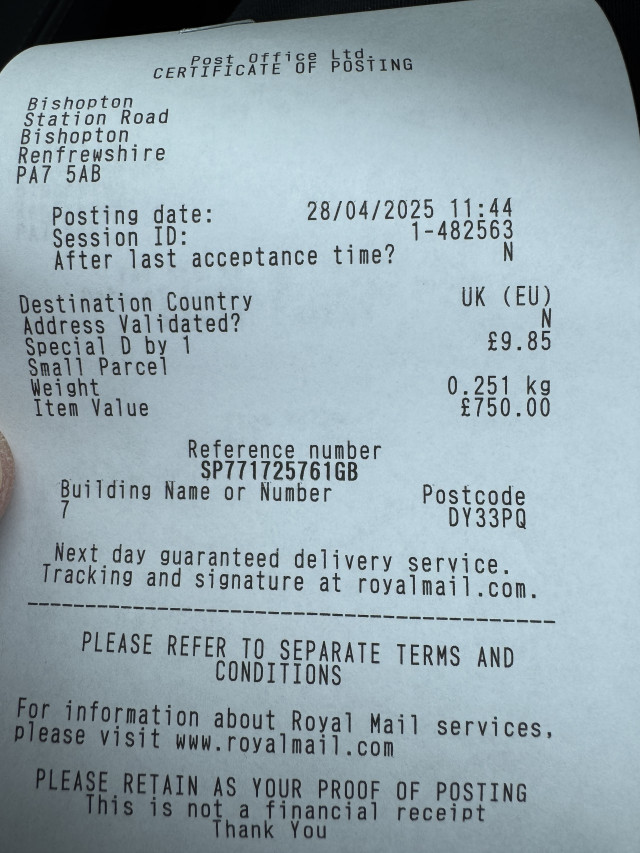 Post Office Ltd.
CERTIFICATE OF POSTING
Bishopton
Station Road
Bishopton
Renfrewshire
PA7 5AB
Posting date: 28/04/2025 11:44
Session ID: 1-482563
After last acceptance time? N
Destination Country UK (EU)
Address Validated? N
Special D by 1 £9.85
Small Parcel
Weight 0.251 kg
Item Value £750.00
Reference number
SP771725761GB
Building Name or Number Postcode
7 DY33PQ
Next day guaranteed delivery service.
Tracking and signature at royalmail.com.
PLEASE REFER TO SEPARATE TERMS AND
CONDITIONS
For information about Royal Mail services,
please visit www.royalmail.com
PLEASE RETAIN AS YOUR PROOF OF POSTING
This is not a financial receipt
Thank You